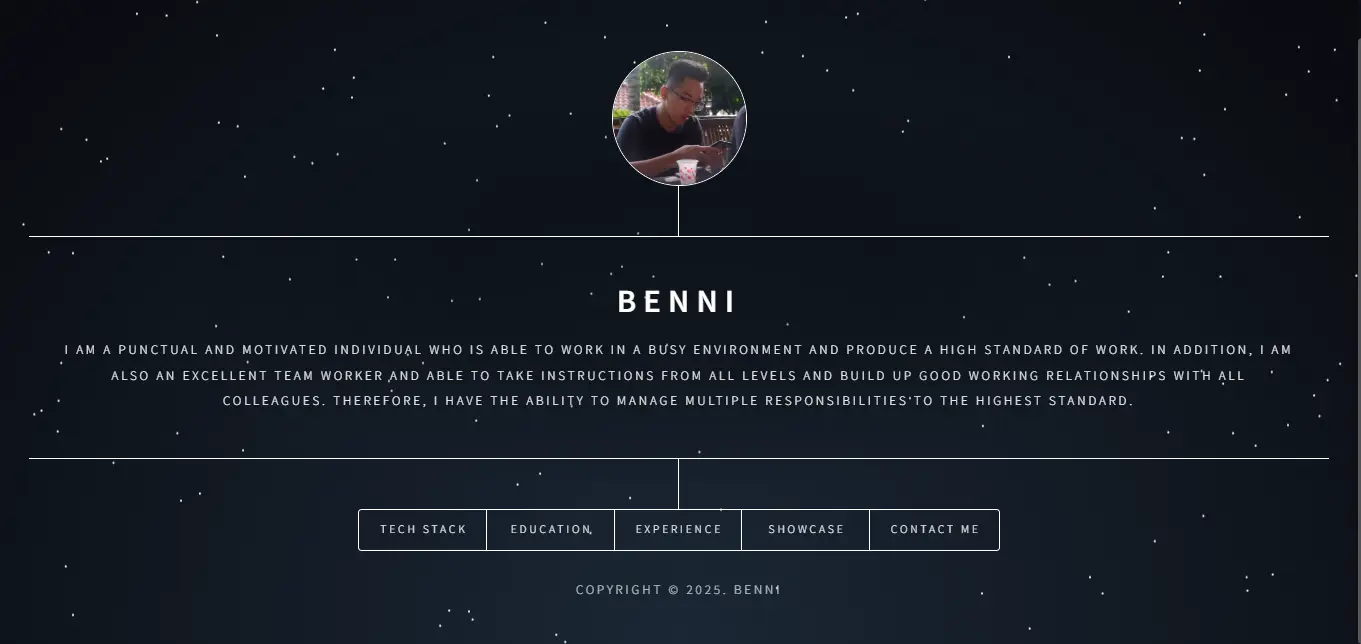 BENNI
I AM A PUNCTUAL AND MOTIVATED INDIVIDUAL WHO IS ABLE TO WORK IN A BUSY ENVIRONMENT AND PRODUCE A HIGH STANDARD OF WORK. IN ADDITION, I AM
ALSO AN EXCELLENT TEAM WORKER AND ABLE TO TAKE INSTRUCTIONS FROM ALL LEVELS AND BUILD UP GOOD WORKING RELATIONSHIPS WITH ALL
COLLEAGUES. THEREFORE, I HAVE THE ABILITY TO MANAGE MULTIPLE RESPONSIBILITIES TO THE HIGHEST STANDARD.
TECH STACK EDUCATION EXPERIENCE SHOWCASE CONTACT ME
COPYRIGHT © 2025. BENNI